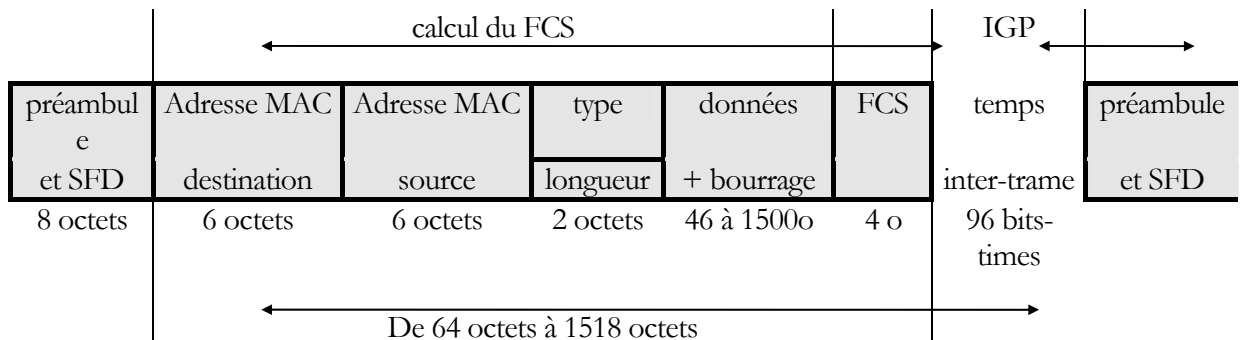 calcul du FCS IGP
préambul Adresse MAC Adresse MAC type données FCS temps préambule
e
et SFD destination source longueur + bourrage inter-trame et SFD
8 octets 6 octets 6 octets 2 octets 46 à 1500o 4 o 96 bits-
times
De 64 octets à 1518 octets